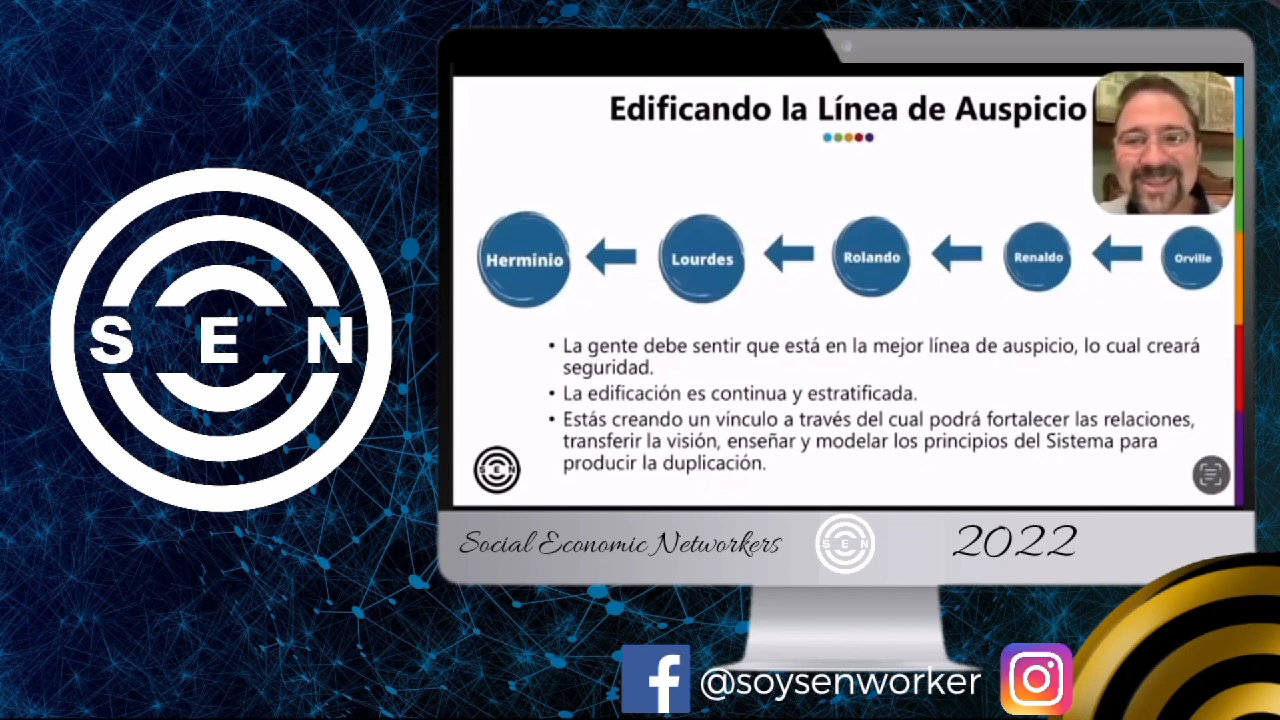 Edificando la Línea de Auspicio
Herminio
Lourdes
Rolando
Renaldo
Orville
• La gente debe sentir que está en la mejor línea de auspicio, lo cual creará
seguridad.
• La edificación es continua y estratificada.
• Estás creando un vínculo a través del cual podrá fortalecer las relaciones,
transferir la visión, enseñar y modelar los principios del Sistema para
producir la duplicación.
S E N
SEN
Social Economic Networkers
SEN
2022
@soysenworker